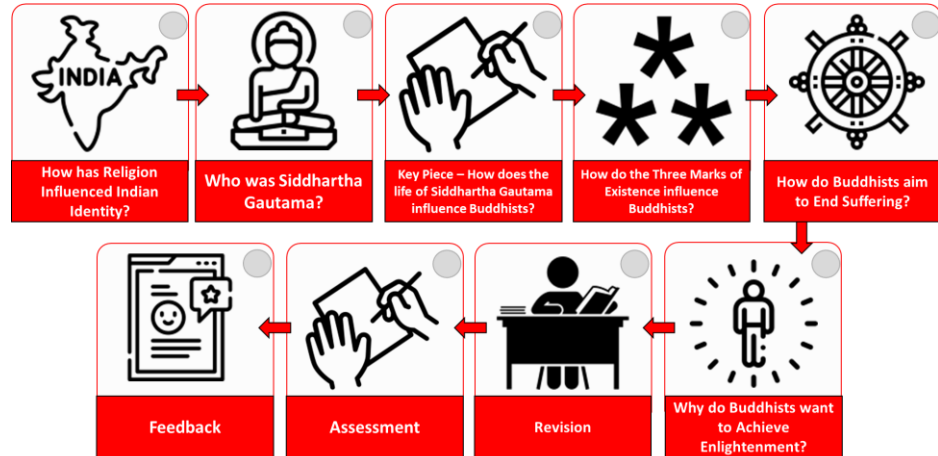 INDIA
How has Religion
Influenced Indian
Identity?
Who was Siddhartha
Gautama?
Key Piece – How does the
life of Siddhartha Gautama
influence Buddhists?
How do the Three Marks of
Existence influence
Buddhists?
How do Buddhists aim
to End Suffering?
Why do Buddhists want
to Achieve
Enlightenment?
Revision
Assessment
Feedback